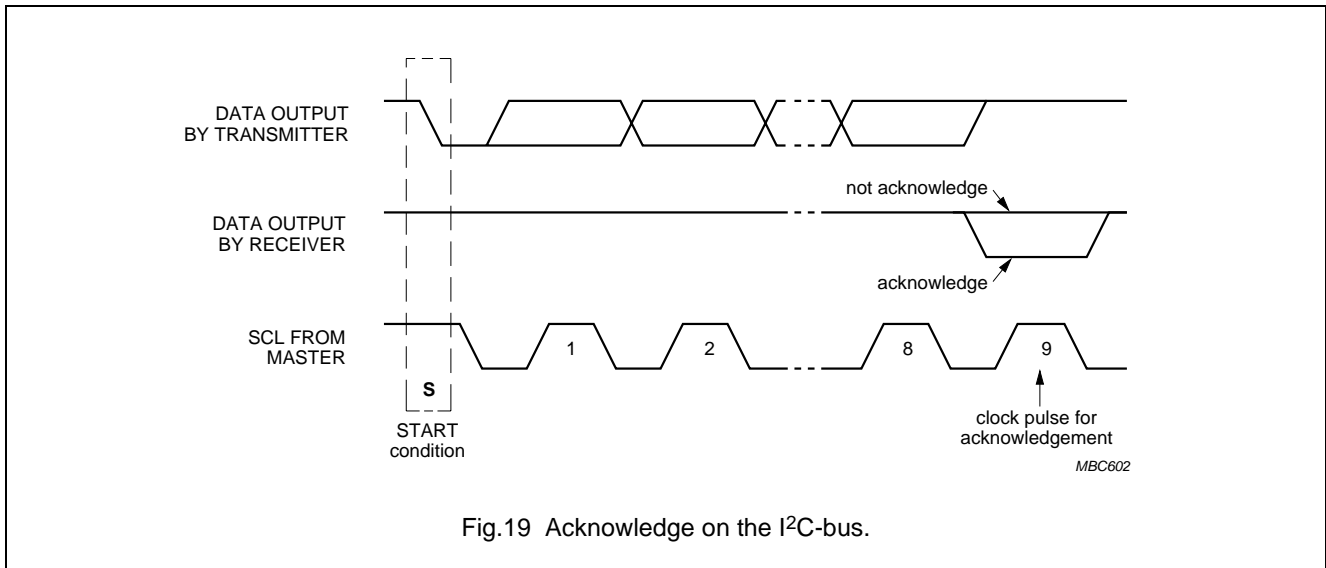 DATA OUTPUT
BY TRANSMITTER
not acknowledge
DATA OUTPUT
BY RECEIVER
acknowledge
SCL FROM
MASTER
1
2
8
9
S
START
condition
clock pulse for
acknowledgement
MBC602
Fig.19 Acknowledge on the I²C-bus.